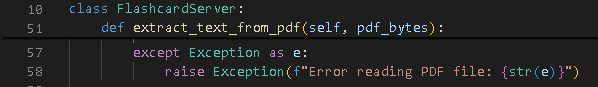 10 class FlashcardServer:
51 def extract_text_from_pdf(self, pdf_bytes):
57 except Exception as e:
58 raise Exception(f"Error reading PDF file: {str(e)}")